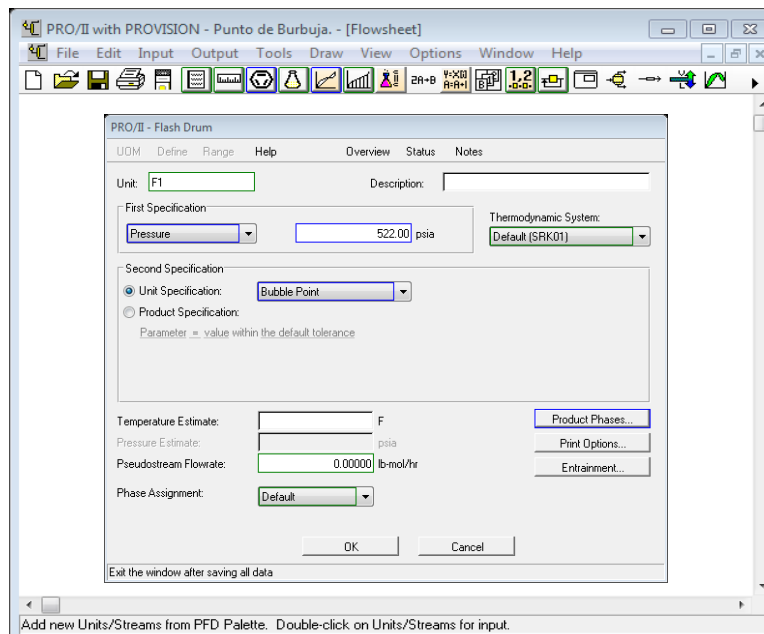 PRO/II with PROVISION - Punto de Burbuja. - [Flowsheet]
File Edit Input Output Tools Draw View Options Window Help
2A+B
1,2
PRO/II - Flash Drum
UOM Define Range Help Overview Status Notes
Unit: F1 Description:
First Specification
Thermodynamic System:
Pressure 522.00 psia Default (SRK01)
Second Specification
Unit Specification: Bubble Point
Product Specification:
Parameter = value within the default tolerance
Temperature Estimate: F Product Phases...
Pressure Estimate: psia Print Options...
Pseudostream Flowrate: 0.00000 lb-mol/hr Entrainment...
Phase Assignment: Default
OK Cancel
Exit the window after saving all data
Add new Units/Streams from PFD Palette. Double-click on Units/Streams for input.